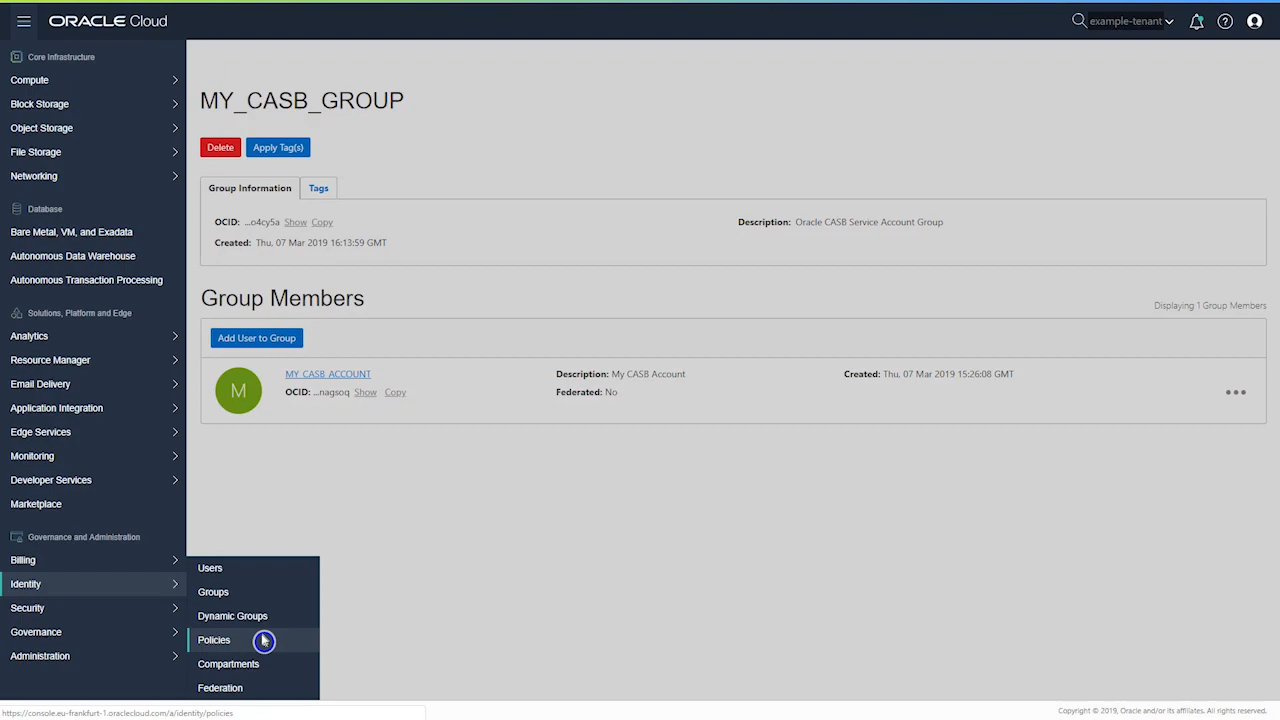 ORACLE Cloud
example-tenant
Core Infrastructure
Compute
Block Storage
Object Storage
File Storage
Networking
Database
Bare Metal, VM, and Exadata
Autonomous Data Warehouse
Autonomous Transaction Processing
Solutions, Platform and Edge
Analytics
Resource Manager
Email Delivery
Application Integration
Edge Services
Monitoring
Developer Services
Marketplace
Governance and Administration
Billing
Identity
Security
Governance
Administration
Users
Groups
Dynamic Groups
Policies
Compartments
Federation
MY_CASB_GROUP
Delete Apply Tag(s)
Group Information Tags
OCID: ...o4cy5a Show Copy Description: Oracle CASB Service Account Group
Created: Thu, 07 Mar 2019 16:13:59 GMT
Group Members
Displaying 1 Group Members
Add User to Group
M
MY_CASB_ACCOUNT Description: My CASB Account Created: Thu, 07 Mar 2019 15:26:08 GMT
OCID: ...nagsoq Show Copy Federated: No
https://console.eu-frankfurt-1.oraclecloud.com/a/identity/policies
Copyright © 2019, Oracle and/or its affiliates. All rights reserved.